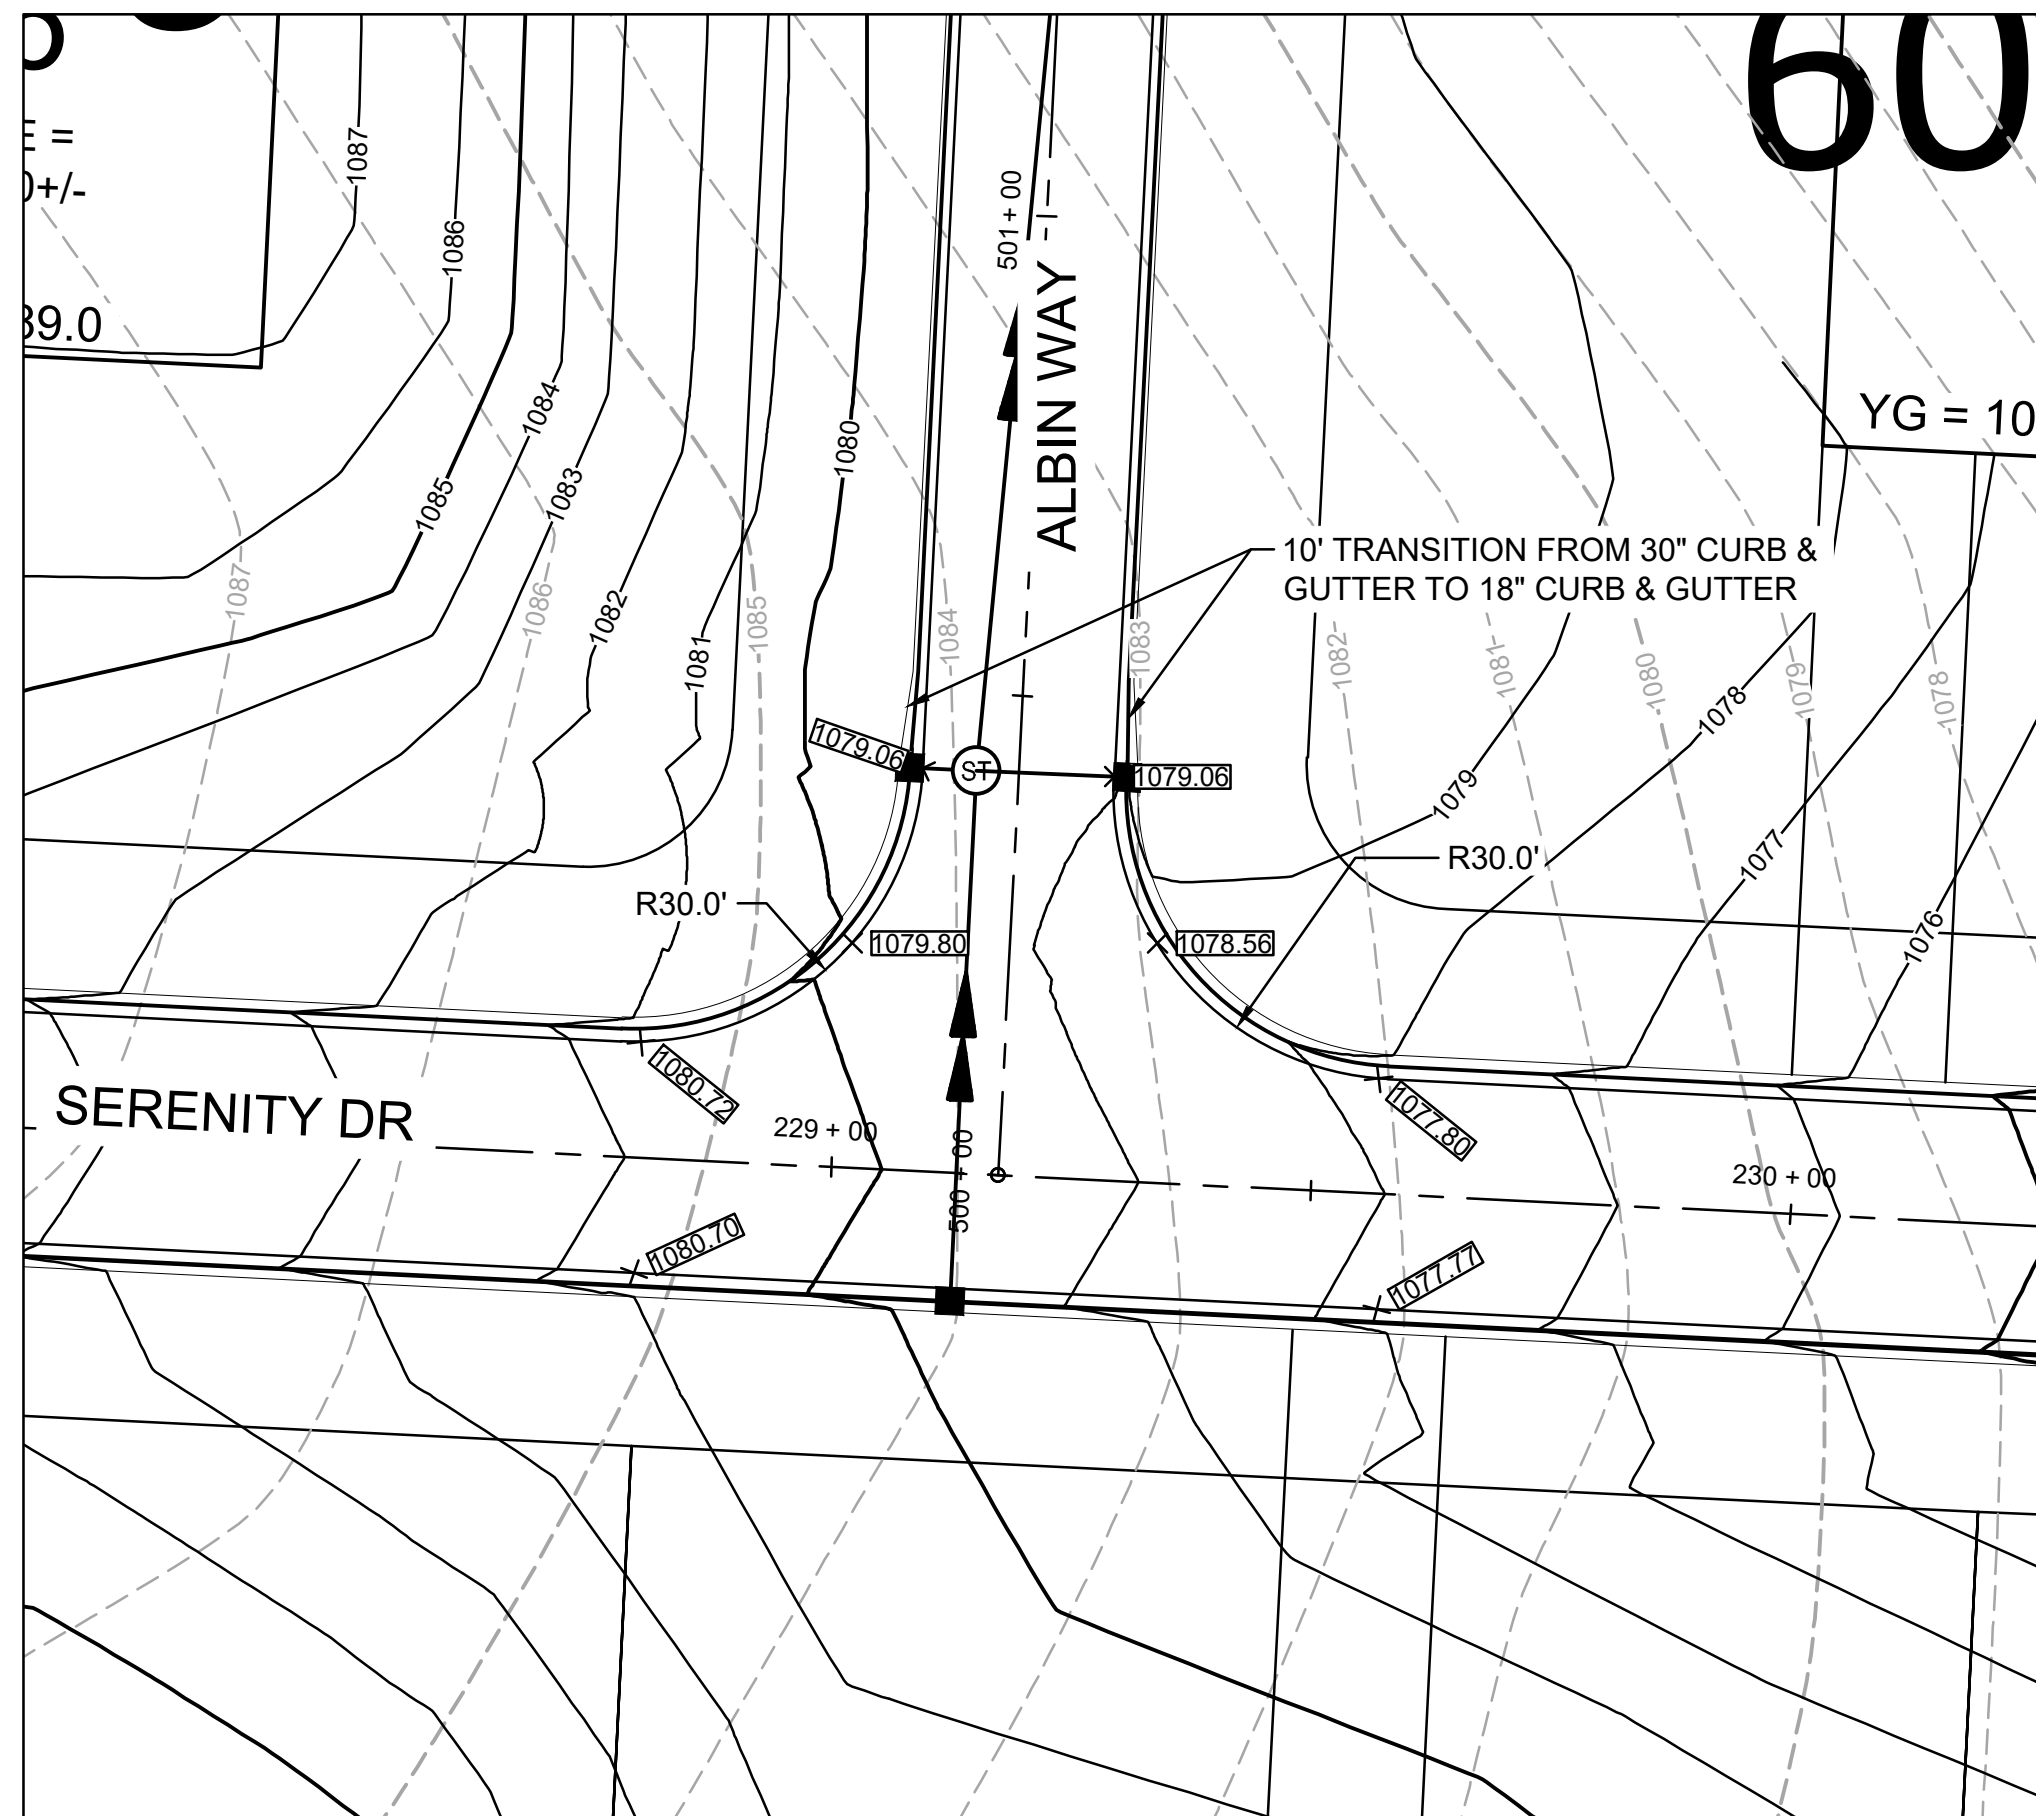 60
E =
0+/-
1087
501 + 00
1086
ALBIN WAY
39.0
YG = 10
1084
1080
1085
1083
10' TRANSITION FROM 30" CURB &
GUTTER TO 18" CURB & GUTTER
1087
1086
1082
1085
1084
1083
1081
1082
1081
1080
1079
1078
1078
1079.06
ST
1079.06
1079
1077
R30.0'
R30.0'
1079.80
1078.56
1076
1080.72
1077.80
SERENITY DR
229 + 00
500 + 00
230 + 00
1080.70
1077.77